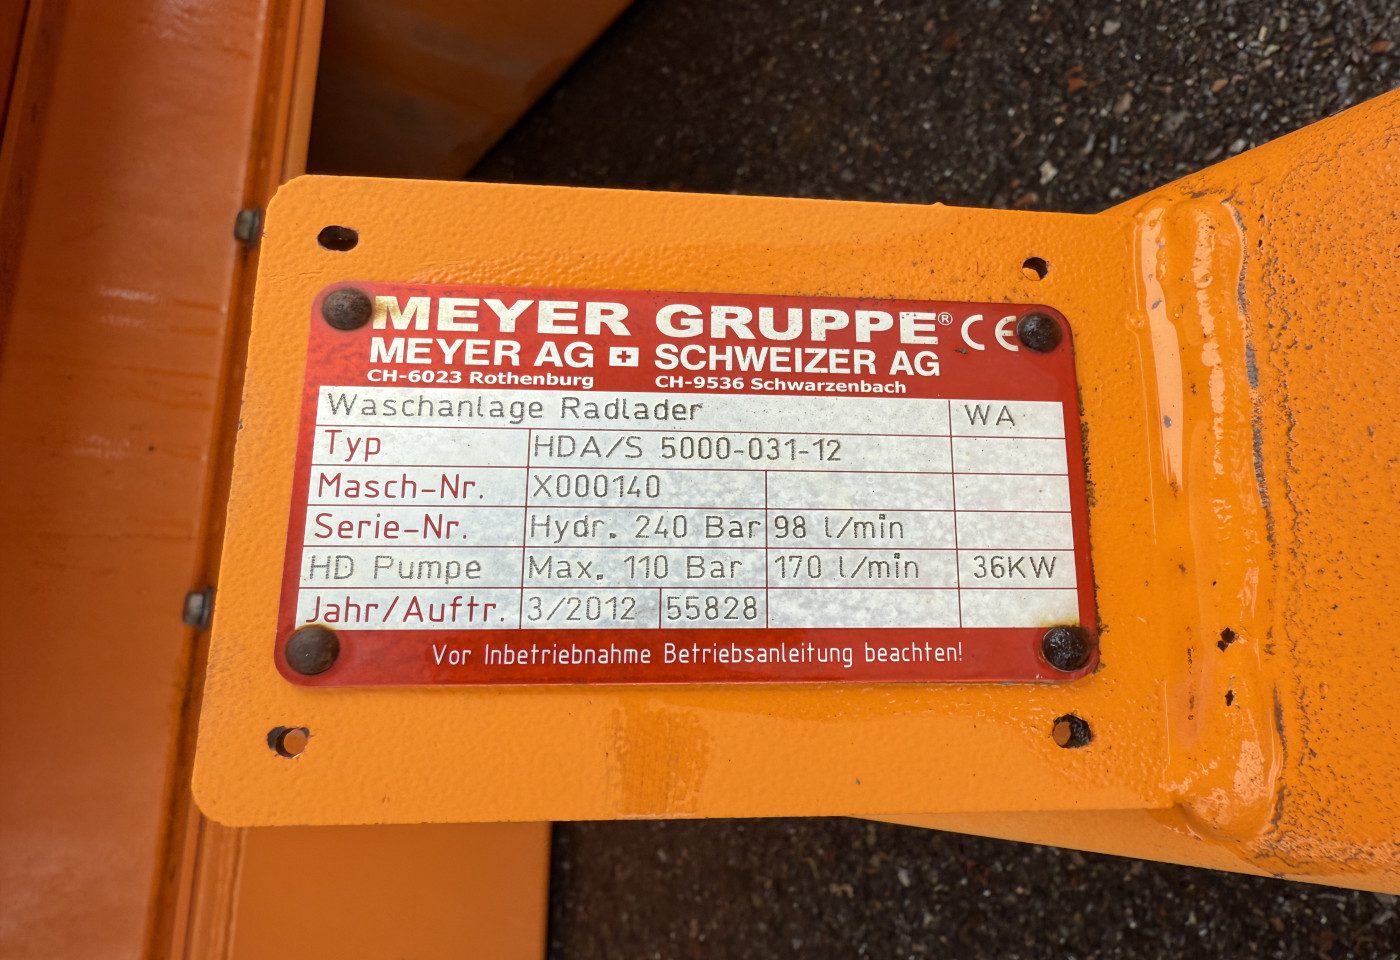 MEYER GRUPPE® CE
MEYER AG SCHWEIZER AG
CH-6023 Rothenburg CH-9536 Schwarzenbach
Waschanlage Radlader WA
Typ HDA/S 5000-031-12
Masch-Nr. X000140
Serie-Nr. Hydr. 240 Bar 98 l/min
HD Pumpe Max. 110 Bar 170 l/min 36KW
Jahr/Auftr. 3/2012 55828
Vor Inbetriebnahme Betriebsanleitung beachten!